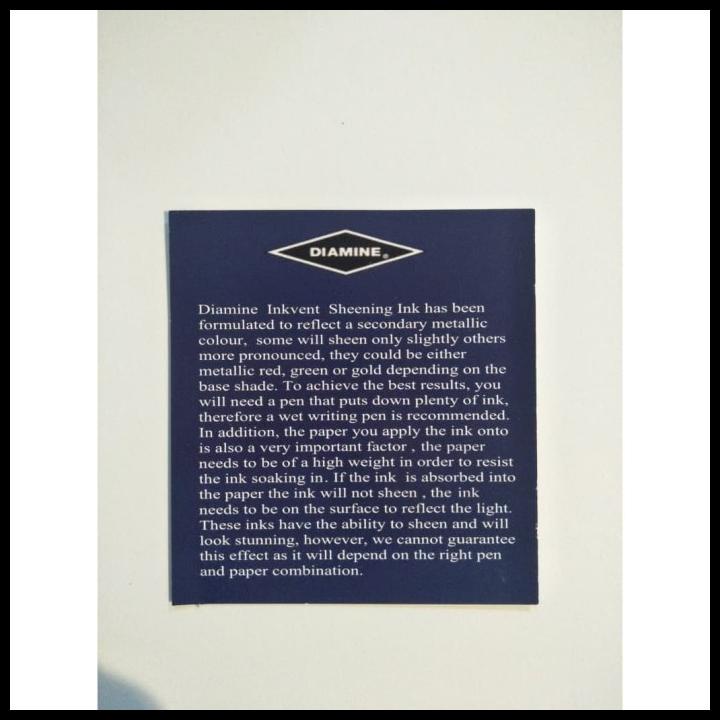 DIAMINE®
Diamine Inkvent Sheening Ink has been
formulated to reflect a secondary metallic
colour, some will sheen only slightly others
more pronounced, they could be either
metallic red, green or gold depending on the
base shade. To achieve the best results, you
will need a pen that puts down plenty of ink,
therefore a wet writing pen is recommended.
In addition, the paper you apply the ink onto
is also a very important factor , the paper
needs to be of a high weight in order to resist
the ink soaking in. If the ink is absorbed into
the paper the ink will not sheen , the ink
needs to be on the surface to reflect the light.
These inks have the ability to sheen and will
look stunning, however, we cannot guarantee
this effect as it will depend on the right pen
and paper combination.